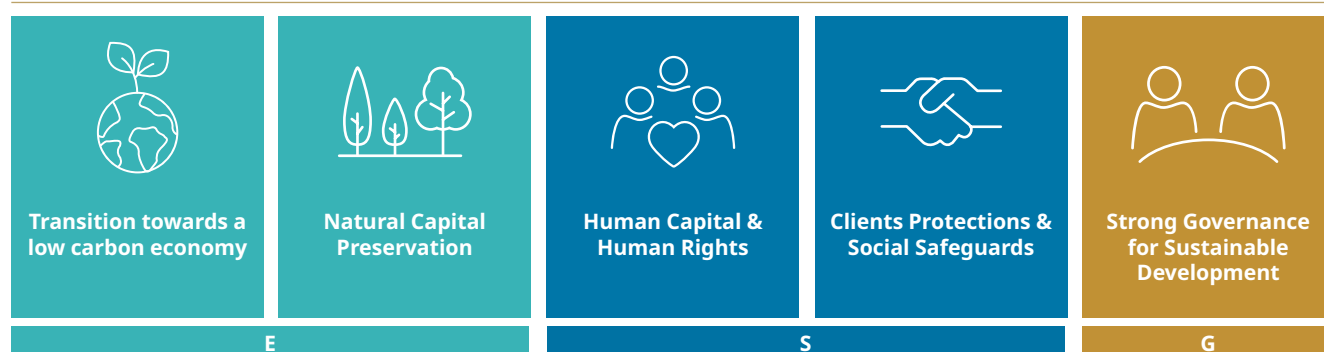 Transition towards a
low carbon economy
Natural Capital
Preservation
Human Capital &
Human Rights
Clients Protections &
Social Safeguards
Strong Governance
for Sustainable
Development
E
S
G